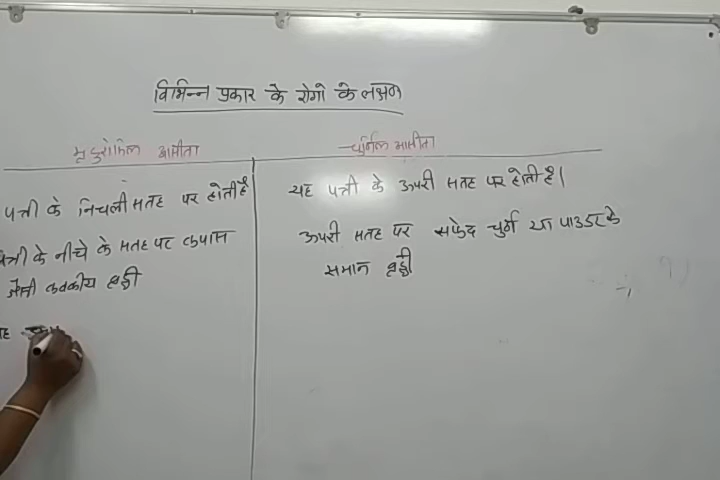 विभिन्न प्रकार के रोगो के लक्षण
मृदुरोमिल आसीता
चुर्णिल आसीता
पत्ती के निचली सतह पर होती है
यह पत्ती के ऊपरी सतह पर होती है।
पत्ती के नीचे के सतह पर कपास
जैसी कवकीय वृद्धी
ऊपरी सतह पर सफेद चुर्ण या पाउडर के
समान वृद्धी